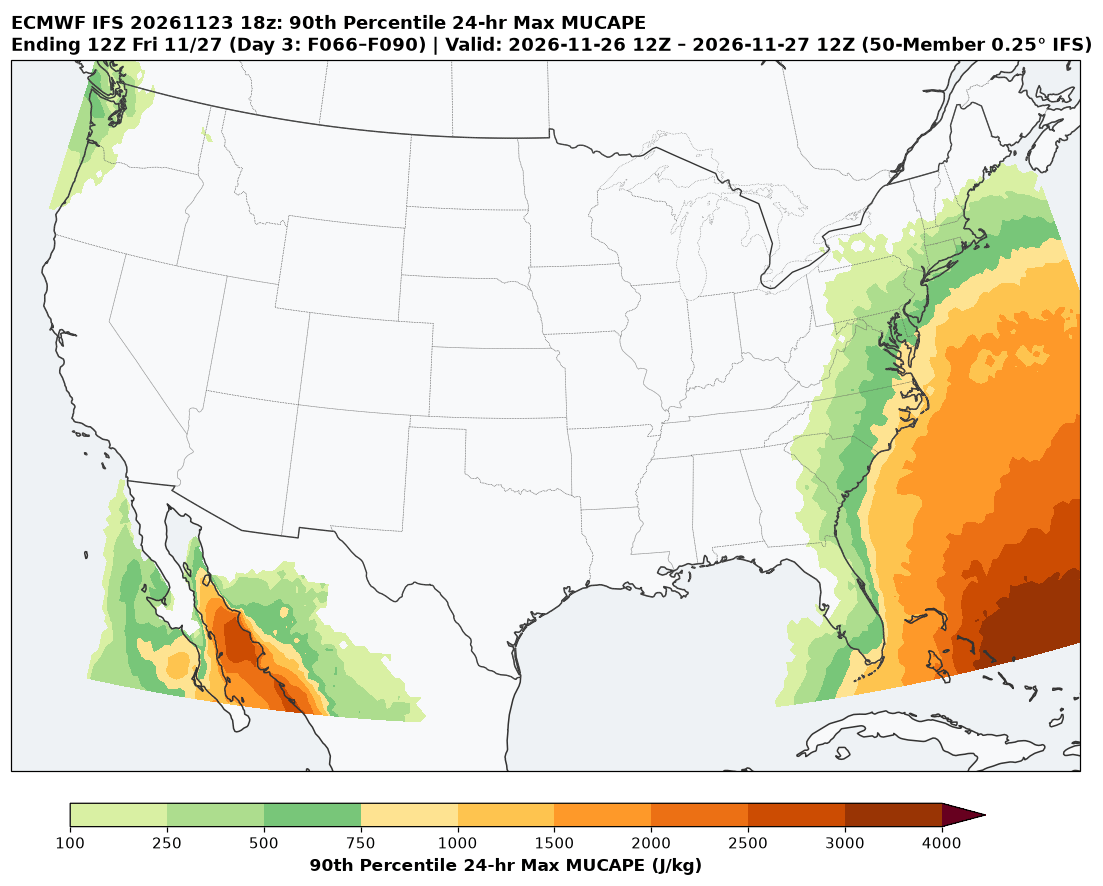 ECMWF IFS 20261123 18z: 90th Percentile 24-hr Max MUCAPE
Ending 12Z Fri 11/27 (Day 3: F066–F090) | Valid: 2026-11-26 12Z – 2026-11-27 12Z (50-Member 0.25° IFS)
100 250 500 750 1000 1500 2000 2500 3000 4000
90th Percentile 24-hr Max MUCAPE (J/kg)